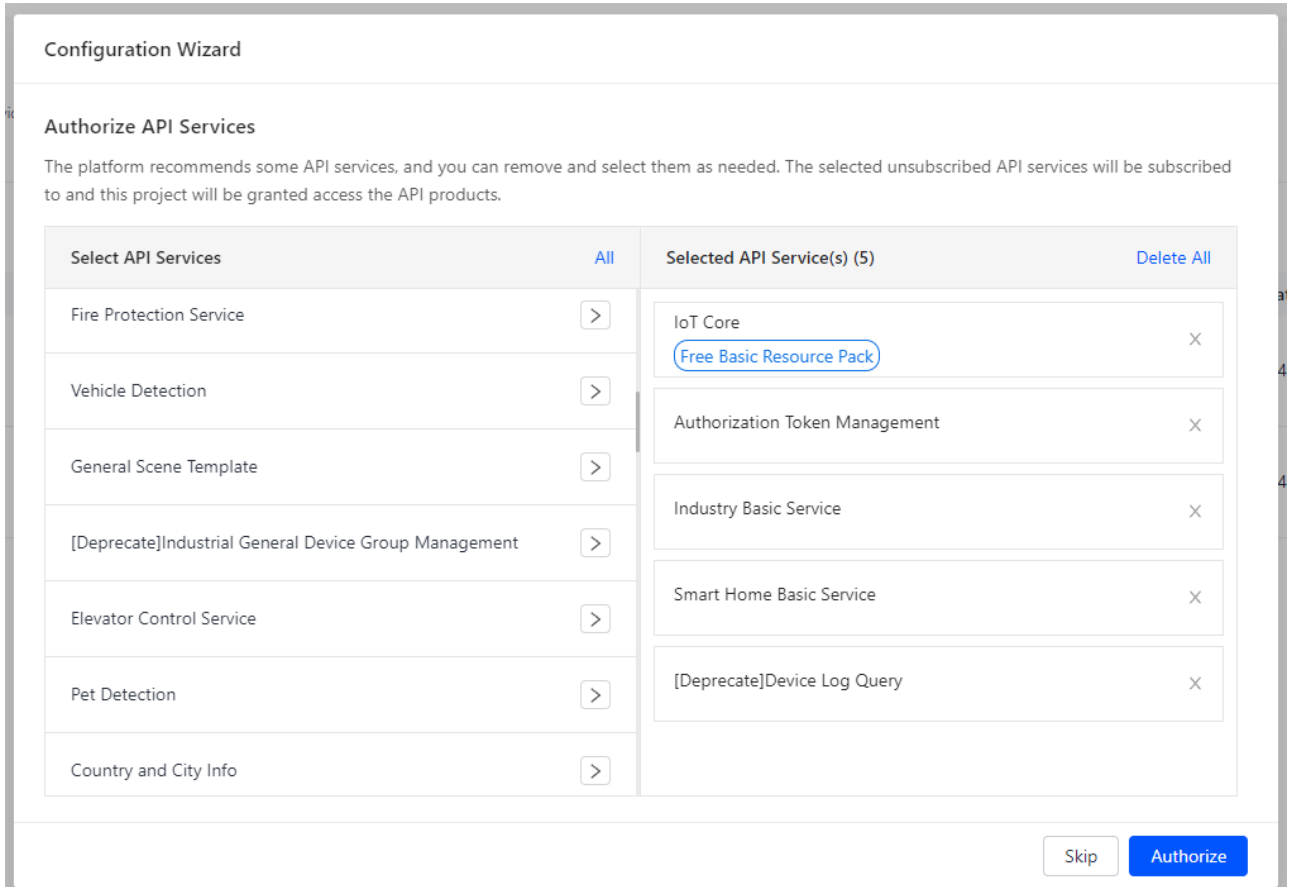 Configuration Wizard
Authorize API Services
The platform recommends some API services, and you can remove and select them as needed. The selected unsubscribed API services will be subscribed
to and this project will be granted access the API products.
Select API Services
All
Fire Protection Service
Vehicle Detection
General Scene Template
[Deprecate]Industrial General Device Group Management
Elevator Control Service
Pet Detection
Country and City Info
Selected API Service(s) (5)
Delete All
IoT Core
Free Basic Resource Pack
Authorization Token Management
Industry Basic Service
Smart Home Basic Service
[Deprecate]Device Log Query
Skip
Authorize